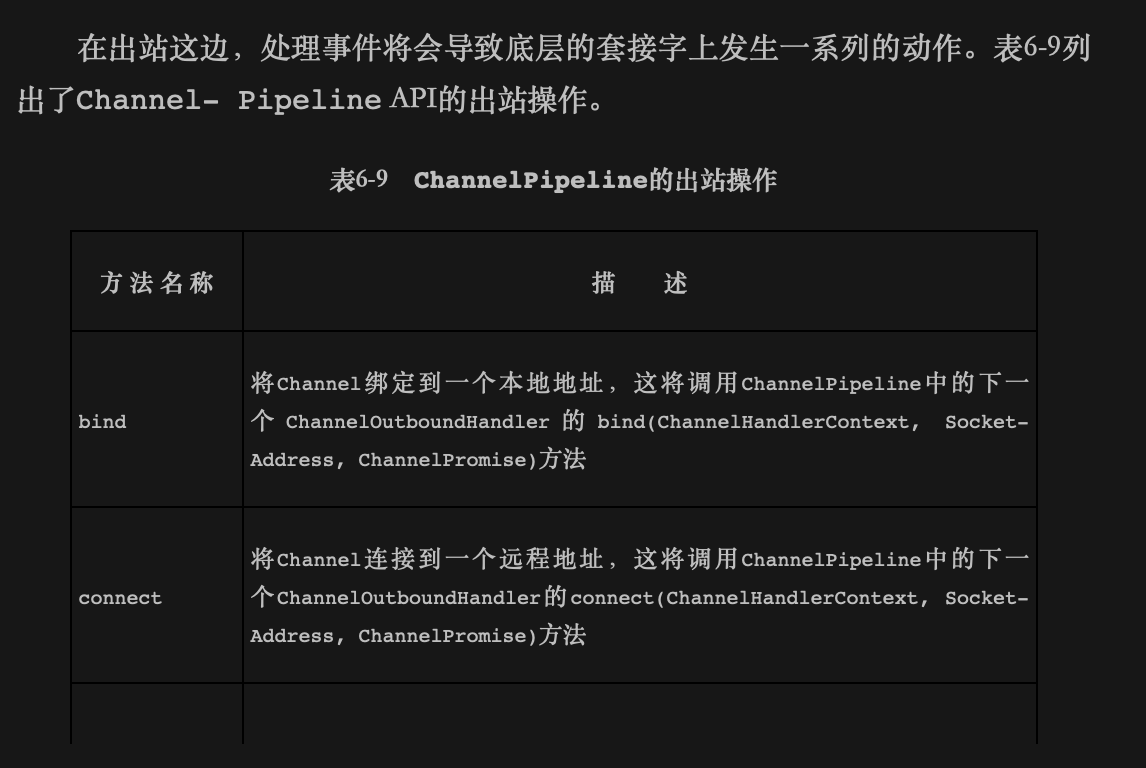 在出站这边，处理事件将会导致底层的套接字上发生一系列的动作。表6-9列
出了Channel- Pipeline API的出站操作。
表6-9　ChannelPipeline的出站操作
方法名称
描　　述
bind
将Channel绑定到一个本地地址，这将调用ChannelPipeline中的下一
个 ChannelOutboundHandler 的 bind(ChannelHandlerContext, Socket-
Address, ChannelPromise)方法
connect
将Channel连接到一个远程地址，这将调用ChannelPipeline中的下一
个ChannelOutboundHandler的connect(ChannelHandlerContext, Socket-
Address, ChannelPromise)方法